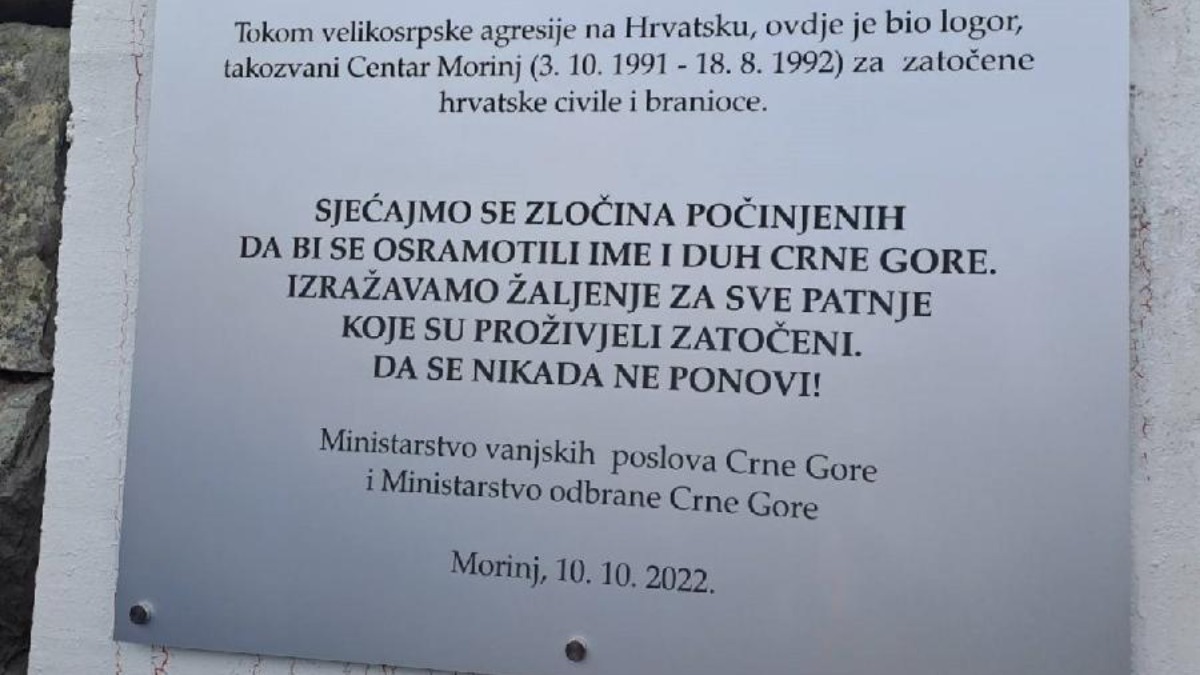 Tokom velikosrpske agresije na Hrvatsku, ovdje je bio logor,
takozvani Centar Morinj (3. 10. 1991 - 18. 8. 1992) za zatočene
hrvatske civile i branioce.
SJEĆAJMO SE ZLOČINA POČINJENIH
DA BI SE OSRAMOTILI IME I DUH CRNE GORE.
IZRAŽAVAMO ŽALJENJE ZA SVE PATNJE
KOJE SU PROŽIVJELI ZATOČENI.
DA SE NIKADA NE PONOVI!
Ministarstvo vanjskih poslova Crne Gore
i Ministarstvo odbrane Crne Gore
Morinj, 10. 10. 2022.